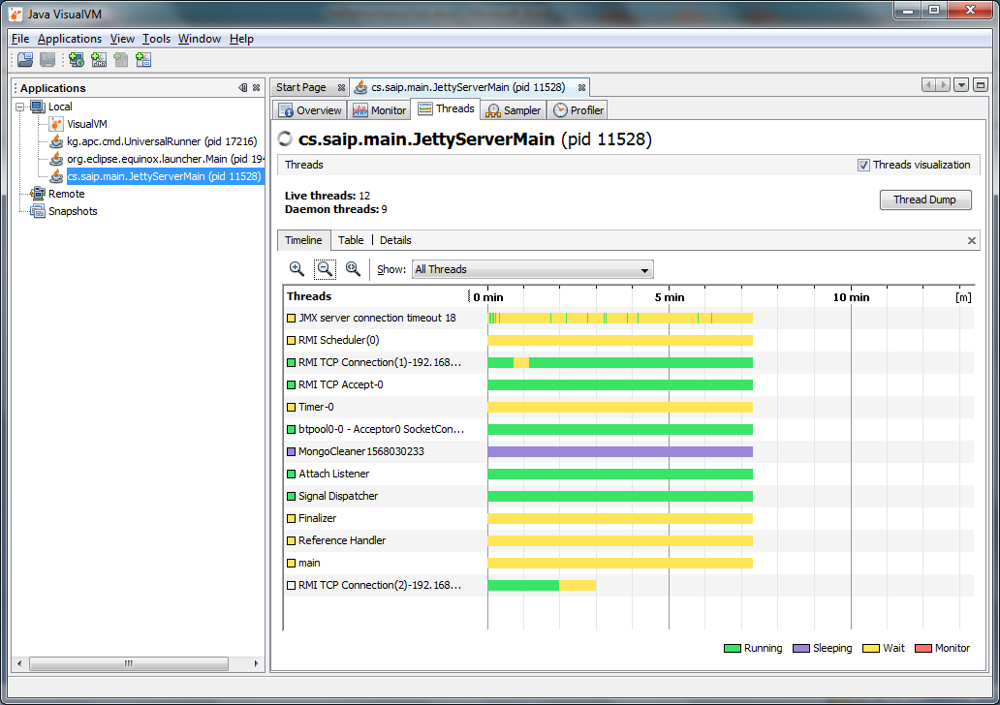 Java VisualVM
File Applications View Tools Window Help
Applications
Local
VisualVM
kg.apc.cmd.UniversalRunner (pid 17216)
org.eclipse.equinox.launcher.Main (pid 194
cs.saip.main.JettyServerMain (pid 11528)
Remote
Snapshots
Start Page cs.saip.main.JettyServerMain (pid 11528)
Overview Monitor Threads Sampler Profiler
cs.saip.main.JettyServerMain (pid 11528)
Threads Threads visualization
Live threads: 12
Daemon threads: 9
Thread Dump
Timeline Table Details
Show: All Threads
Threads 0 min 5 min 10 min [m]
JMX server connection timeout 18
RMI Scheduler(0)
RMI TCP Connection(1)-192.168...
RMI TCP Accept-0
Timer-0
btpool0-0 - Acceptor0 SocketCon...
MongoCleaner1568030233
Attach Listener
Signal Dispatcher
Finalizer
Reference Handler
main
RMI TCP Connection(2)-192.168...
Running Sleeping Wait Monitor